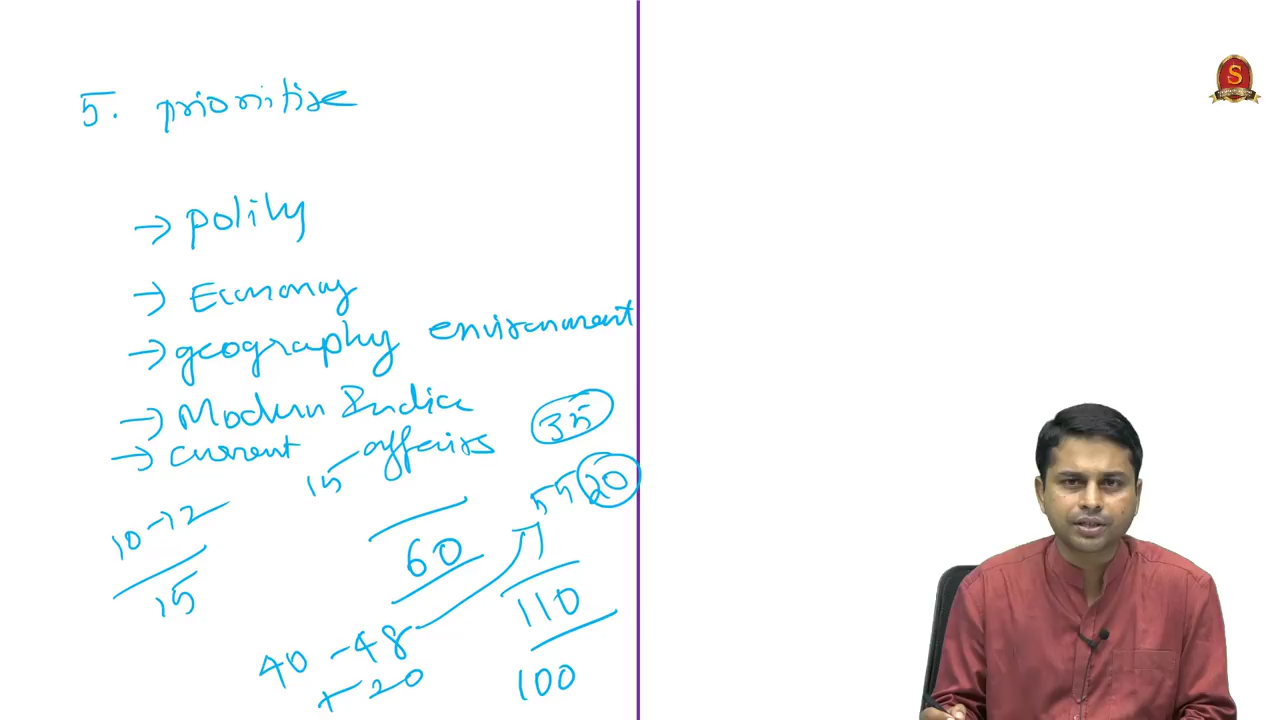 5. prioritise
→ polity
→ Economy
→ geography environment
→ Modern India
→ current affairs 35
15
10-12
15
60
55 20
110
40 - 48
+ 20
100
S